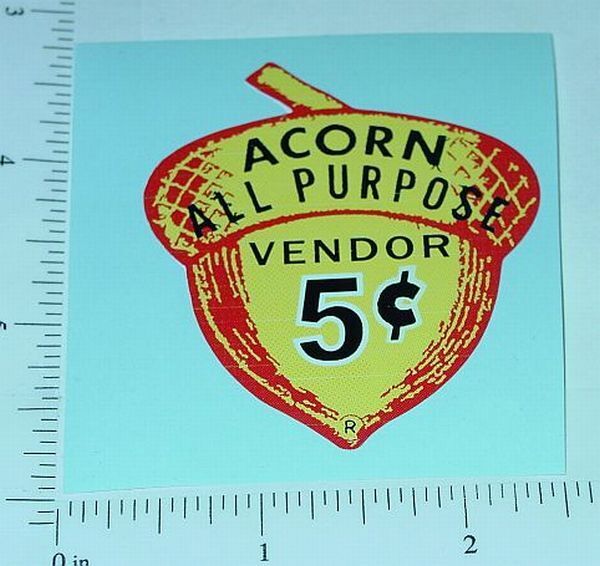 ACORN
ALL PURPOSE
VENDOR
5¢
R
3
4
0 in
1
2